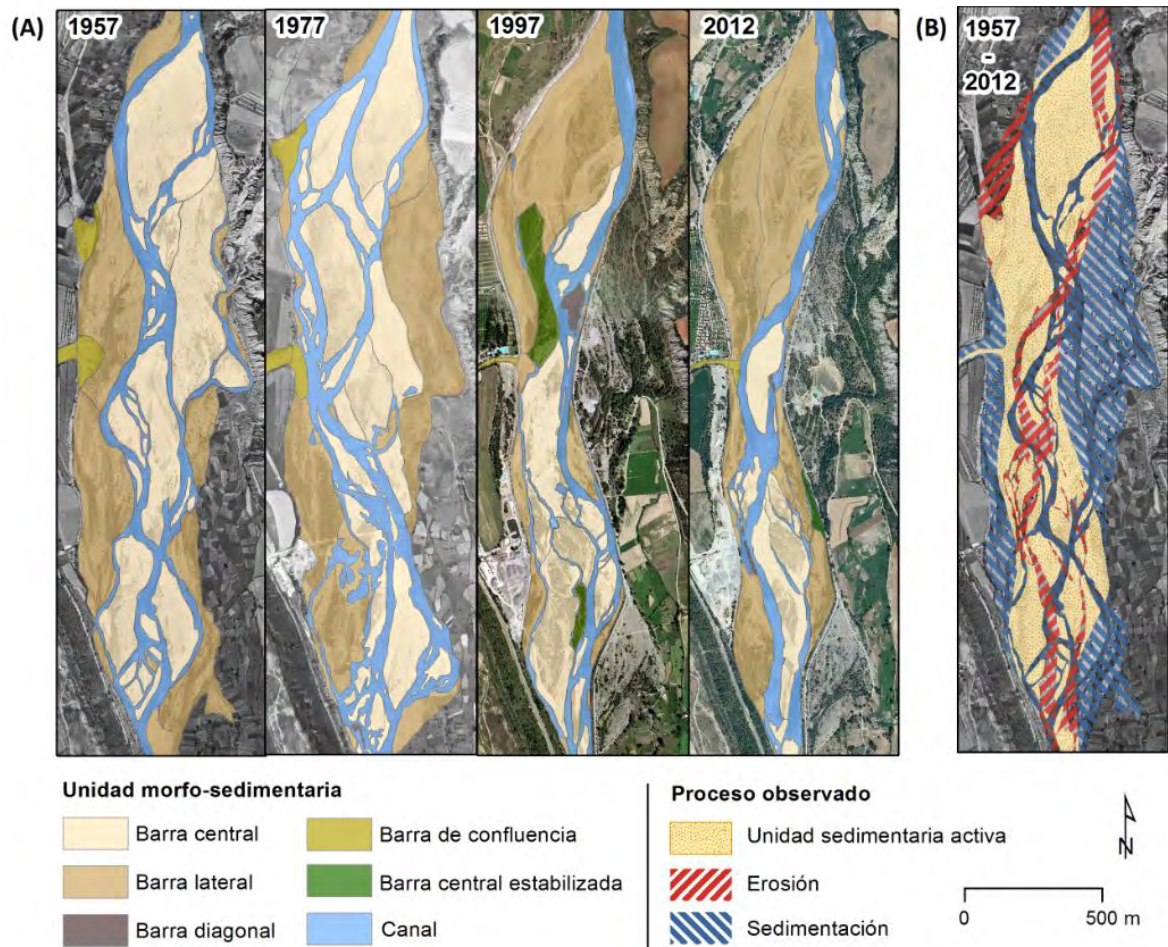 (A)
1957
1977
1997
2012
(B)
1957
-
2012
Unidad morfo-sedimentaria
Barra central
Barra lateral
Barra diagonal
Barra de confluencia
Barra central estabilizada
Canal
Proceso observado
Unidad sedimentaria activa
Erosión
Sedimentación
N
0
500 m